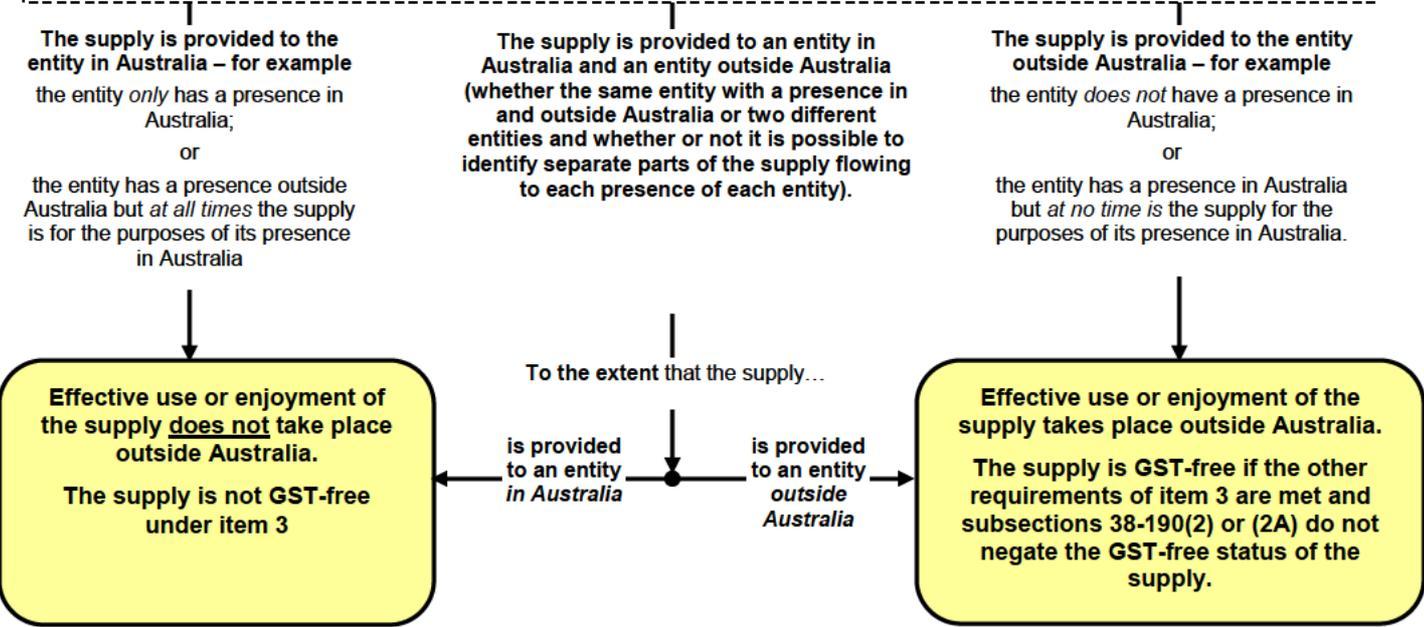 The supply is provided to the
entity in Australia – for example
the entity only has a presence in
Australia;
or
the entity has a presence outside
Australia but at all times the supply
is for the purposes of its presence
in Australia
The supply is provided to an entity in
Australia and an entity outside Australia
(whether the same entity with a presence in
and outside Australia or two different
entities and whether or not it is possible to
identify separate parts of the supply flowing
to each presence of each entity).
The supply is provided to the entity
outside Australia – for example
the entity does not have a presence in
Australia;
or
the entity has a presence in Australia
but at no time is the supply for the
purposes of its presence in Australia.
To the extent that the supply…
is provided
to an entity
in Australia
is provided
to an entity
outside
Australia
Effective use or enjoyment of
the supply does not take place
outside Australia.
The supply is not GST-free
under item 3
Effective use or enjoyment of the
supply takes place outside Australia.
The supply is GST-free if the other
requirements of item 3 are met and
subsections 38-190(2) or (2A) do not
negate the GST-free status of the
supply.